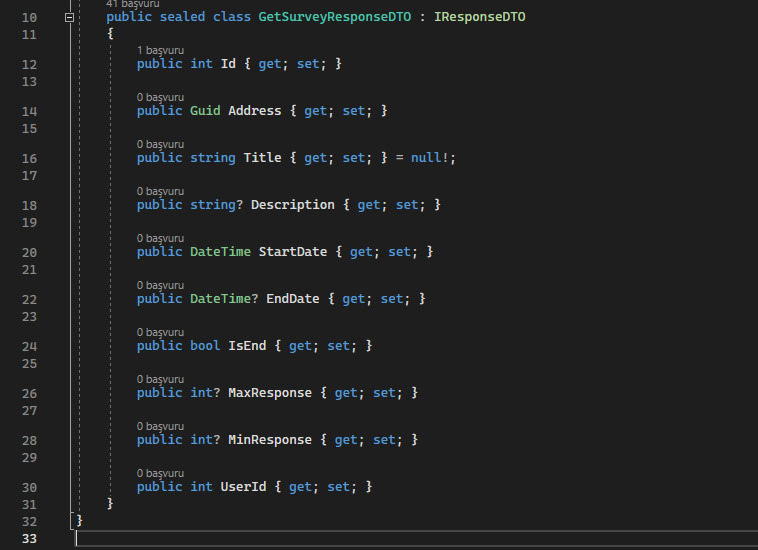 41 başvuru
10 public sealed class GetSurveyResponseDTO : IResponseDTO
11 {
1 başvuru
12 public int Id { get; set; }
13
0 başvuru
14 public Guid Address { get; set; }
15
0 başvuru
16 public string Title { get; set; } = null!;
17
0 başvuru
18 public string? Description { get; set; }
19
0 başvuru
20 public DateTime StartDate { get; set; }
21
0 başvuru
22 public DateTime? EndDate { get; set; }
23
0 başvuru
24 public bool IsEnd { get; set; }
25
0 başvuru
26 public int? MaxResponse { get; set; }
27
0 başvuru
28 public int? MinResponse { get; set; }
29
0 başvuru
30 public int UserId { get; set; }
31 }
32 }
33